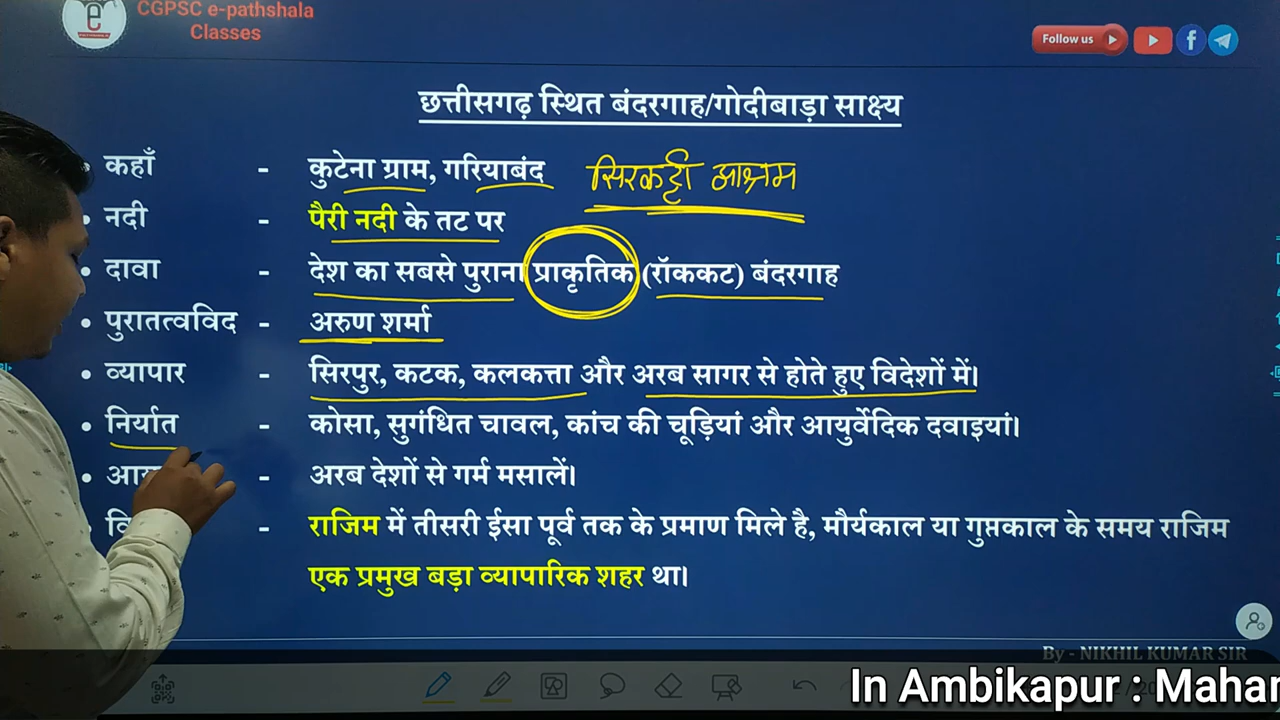 CGPSC e-pathshala
Classes
Follow us
छत्तीसगढ़ स्थित बंदरगाह/गोदीबाड़ा साक्ष्य
• कहाँ - कुटेना ग्राम, गरियाबंद सिरकट्टी आश्रम
• नदी - पैरी नदी के तट पर
• दावा - देश का सबसे पुराना प्राकृतिक (रॉककट) बंदरगाह
• पुरातत्वविद - अरुण शर्मा
• व्यापार - सिरपुर, कटक, कलकत्ता और अरब सागर से होते हुए विदेशों में।
• निर्यात - कोसा, सुगंधित चावल, कांच की चूड़ियां और आयुर्वेदिक दवाइयां।
• - अरब देशों से गर्म मसालें।
- राजिम में तीसरी ईसा पूर्व तक के प्रमाण मिले है, मौर्यकाल या गुप्तकाल के समय राजिम
एक प्रमुख बड़ा व्यापारिक शहर था।
By - NIKHIL KUMAR SIR
In Ambikapur : Mahar